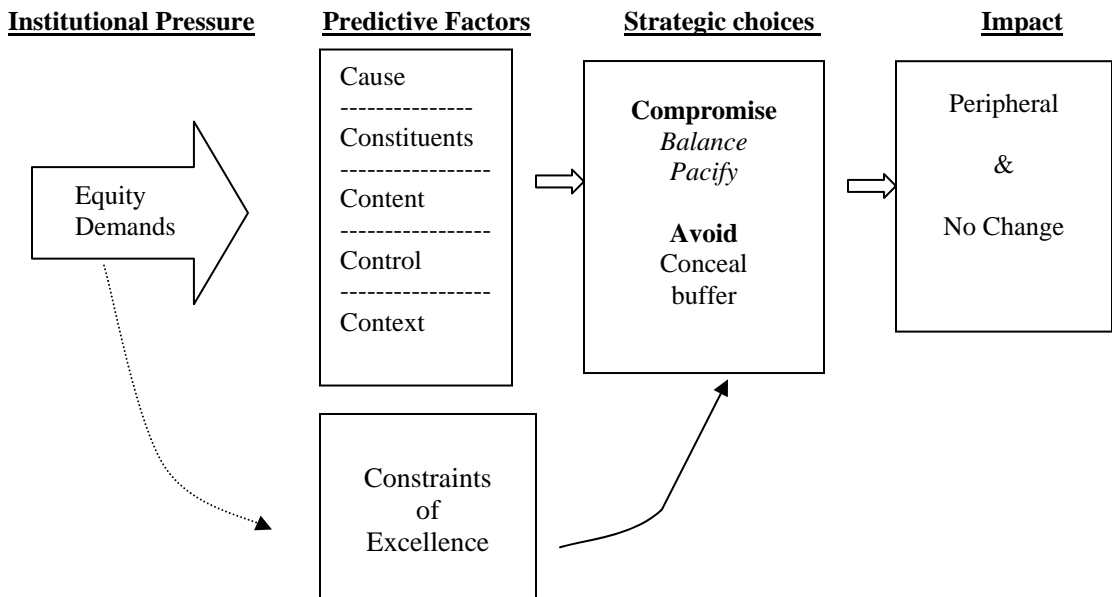 Institutional Pressure
Predictive Factors
Strategic choices
Impact
Equity
Demands
Cause
----------------
Constituents
------------------
Content
------------------
Control
------------------
Context
Compromise
Balance
Pacify
Avoid
Conceal
buffer
Peripheral
&
No Change
Constraints
of
Excellence